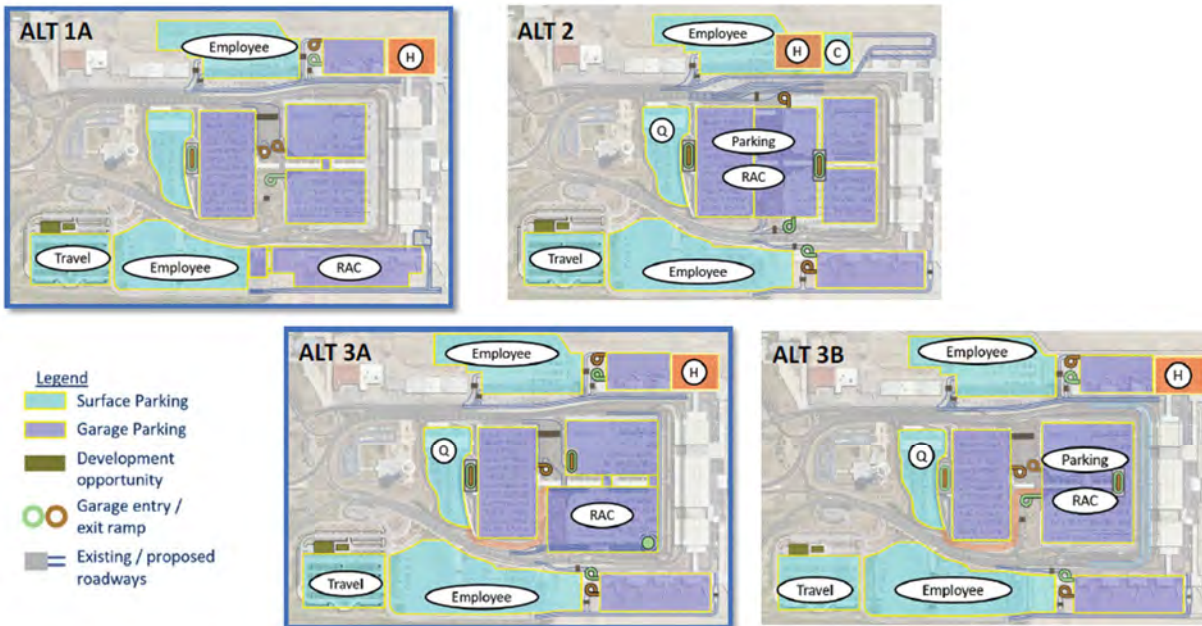 ALT 1A
Employee
H
Travel
Employee
RAC
ALT 2
Employee
H
C
Q
Parking
RAC
Travel
Employee
Legend
Surface Parking
Garage Parking
Development
opportunity
Garage entry /
exit ramp
Existing / proposed
roadways
ALT 3A
Employee
H
Q
RAC
Travel
Employee
ALT 3B
Employee
H
Q
Parking
RAC
Travel
Employee